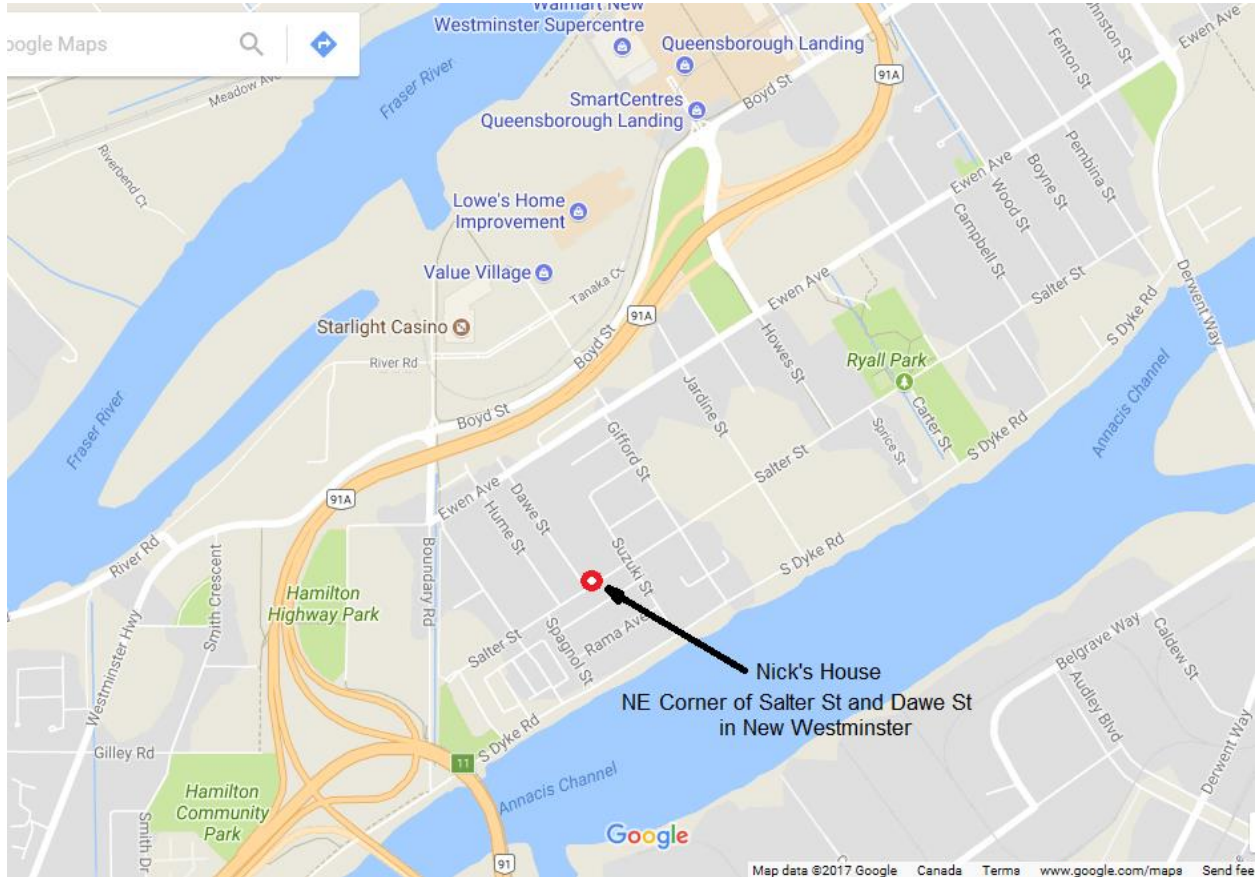 oogle Maps
Walmart New
Westminster Supercentre
Queensborough Landing
91A
Ewen Ave
Fenton St
Fraser River
Meadow Ave
SmartCentres
Queensborough Landing
Boyd St
Riverbend Ct
Pembina St
Boyne St
Wood St
Ewen Ave
Campbell St
Lowe's Home
Improvement
Value Village
Tanaka Ct
Ewen Ave
Salter St
S Dyke Rd
Derwent Way
Starlight Casino
91A
Boyd St
River Rd
Howes St
Ryall Park
Jardine St
Carter St
Annacis Channel
Boyd St
Gifford St
Sprice St
S Dyke Rd
Fraser River
Salter St
91A
Ewen Ave
Dawe St
Hume St
Suzuki St
S Dyke Rd
River Rd
Smith Crescent
Boundary Rd
Hamilton
Highway Park
Westminster Hwy
Salter St
Spagnol St
Rama Ave
Belgrave Way
Caldew St
Audley Blvd
Derwent Way
Nick's House
NE Corner of Salter St and Dawe St
in New Westminster
Gilley Rd
S Dyke Rd
11
Hamilton
Community
Park
Smith Dr
Annacis Channel
Google
91
Map data ©2017 Google Canada Terms www.google.com/maps Send fee